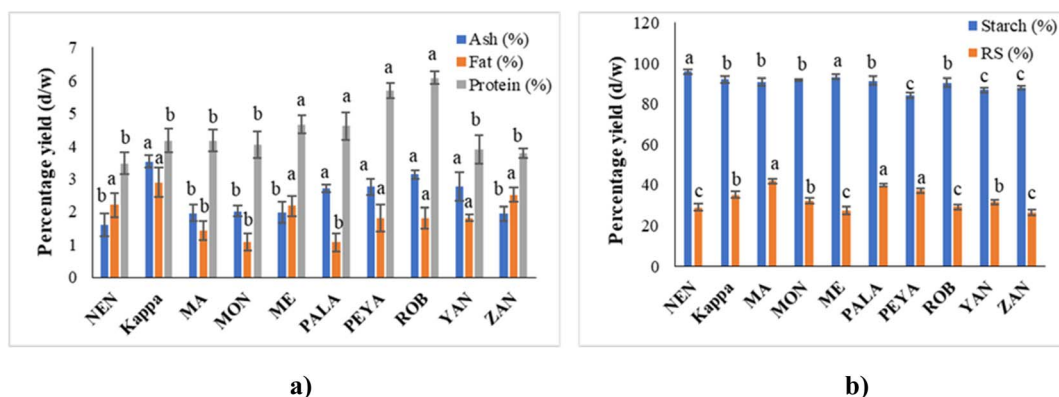 Percentage yield (d/w)
7
6
5
4
3
2
1
0
Ash (%)
Fat (%)
Protein (%)
b a b
a a b
b b b
b b b
b a a
a b a
a a a
a a a
a a b
b a b
NEN
Kappa
MA
MON
ME
PALA
PEYA
ROB
YAN
ZAN
a)
Percentage yield (d/w)
120
100
80
60
40
20
0
Starch (%)
RS (%)
a b b b a b c b c c
c b a b c a a c c c
NEN
Kappa
MA
MON
ME
PALA
PEYA
ROB
YAN
ZAN
b)